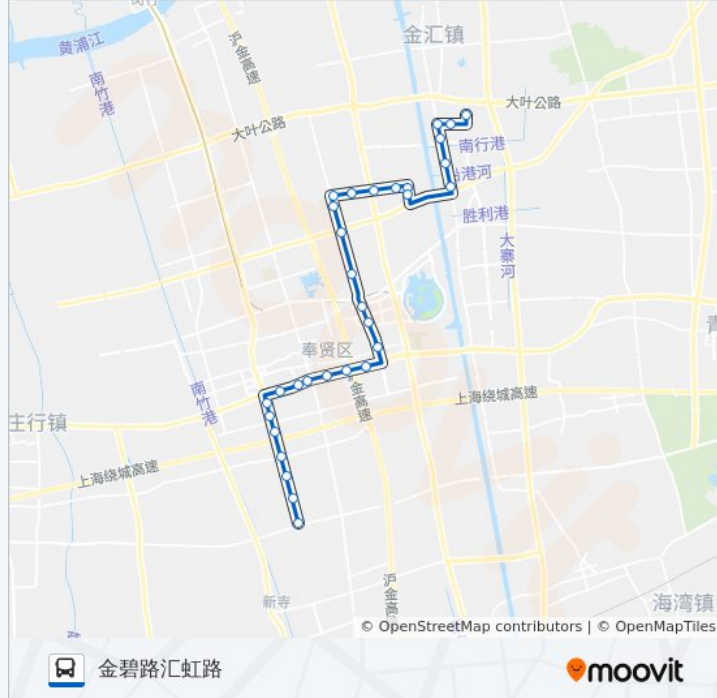 金汇镇
黄浦江
沪金高速
南竹港
大叶公路
大叶公路
南行港
沿港河
胜利港
大寨河
奉贤区
南竹港
金高速
上海绕城高速
庄行镇
上海绕城高速
新寺
沪金高
海湾镇
© OpenStreetMap contributors | © OpenMapTiles
金碧路汇虹路
moovit